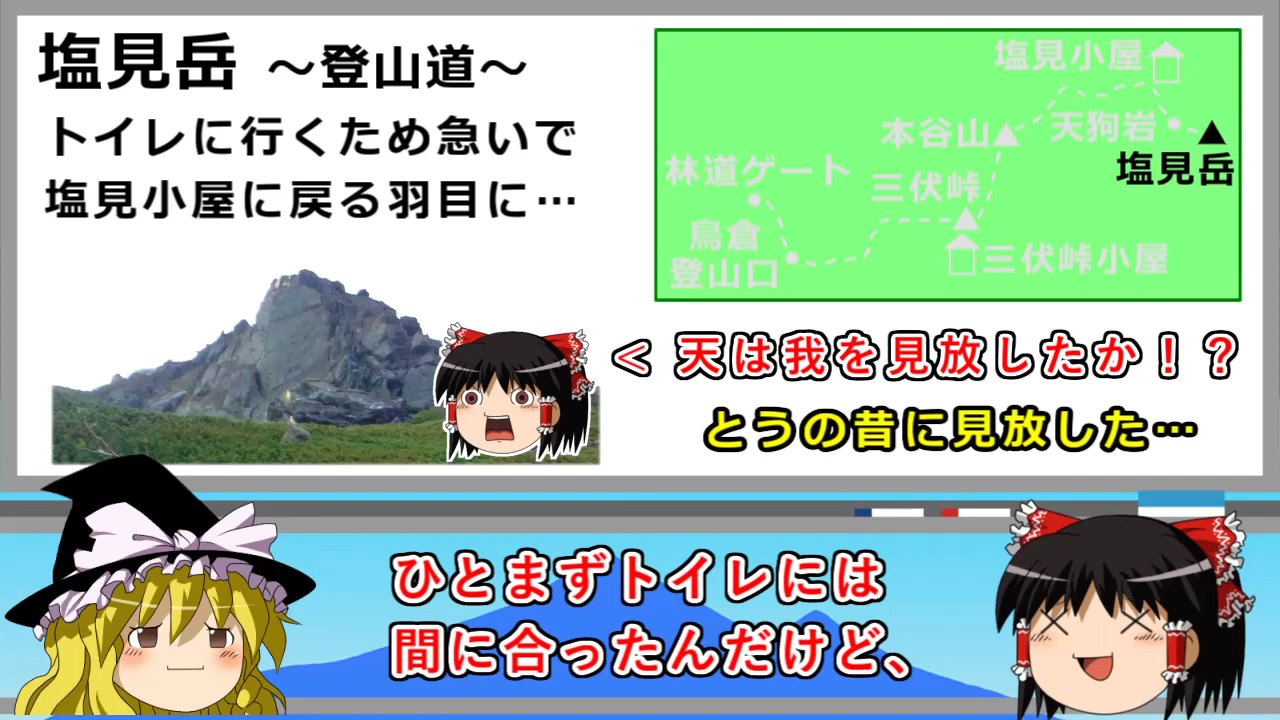 塩見岳 ～登山道～
トイレに行くため急いで
塩見小屋に戻る羽目に…
塩見小屋
本谷山
天狗岩
塩見岳
林道ゲート
三伏峠
鳥倉
登山口
三伏峠小屋
< 天は我を見放したか！？
とうの昔に見放した…
ひとまずトイレには
間に合ったんだけど、